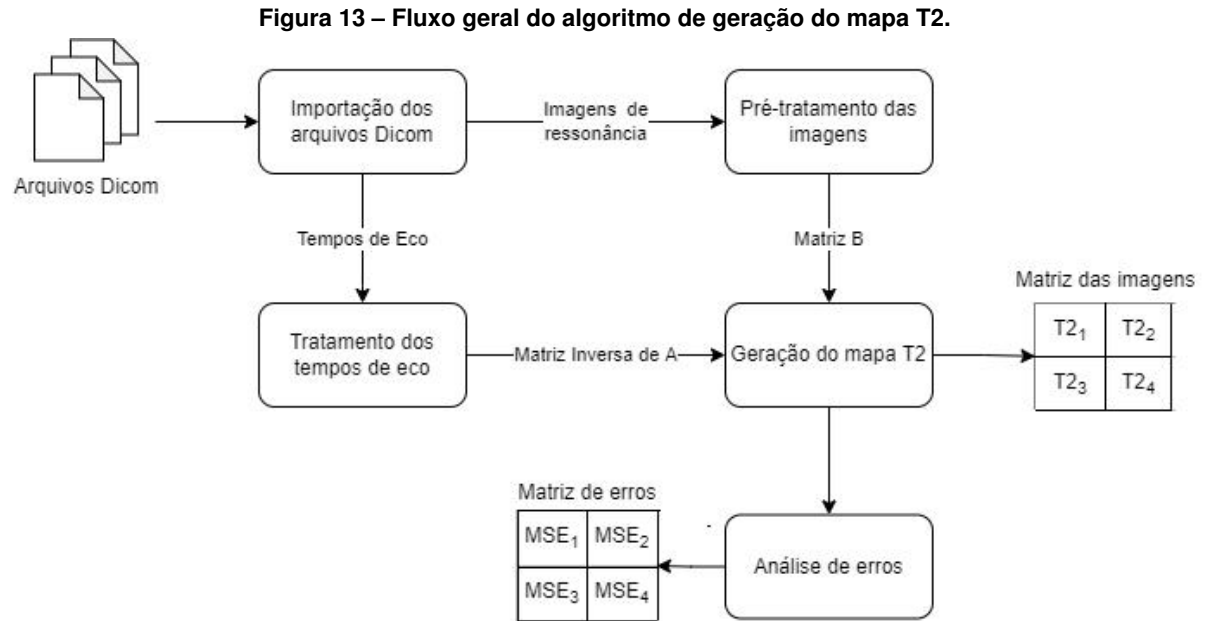 Figura 13 – Fluxo geral do algoritmo de geração do mapa T2.
Arquivos Dicom
Importação dos
arquivos Dicom
Imagens de
ressonância
Pré-tratamento das
imagens
Tempos de Eco
Matriz B
Tratamento dos
tempos de eco
Matriz Inversa de A
Geração do mapa T2
Matriz das imagens
T2₁ T2₂
T2₃ T2₄
Matriz de erros
MSE₁ MSE₂
MSE₃ MSE₄
Análise de erros